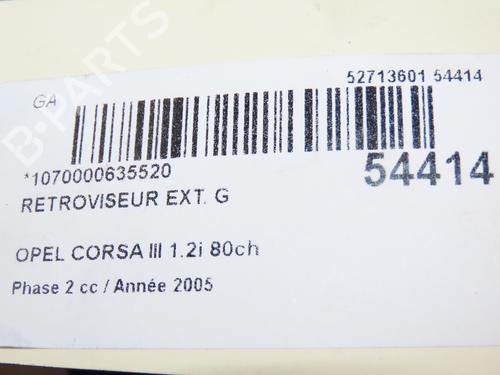 B-PARTS
52713601 54414
GA
*1070000635520
54414
RETROVISEUR EXT. G
OPEL CORSA III 1.2i 80ch
Phase 2 cc / Année 2005